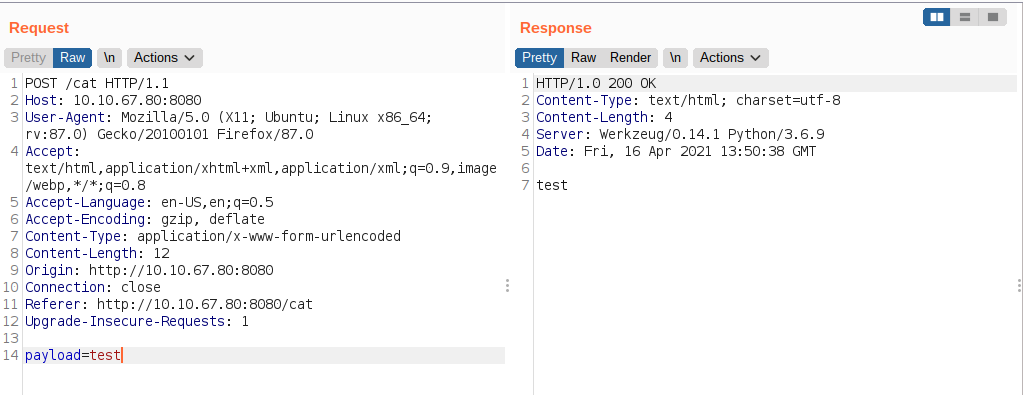 Request
Pretty Raw \n Actions
1 POST /cat HTTP/1.1
2 Host: 10.10.67.80:8080
3 User-Agent: Mozilla/5.0 (X11; Ubuntu; Linux x86_64;
rv:87.0) Gecko/20100101 Firefox/87.0
4 Accept:
text/html,application/xhtml+xml,application/xml;q=0.9,image
/webp,*/*;q=0.8
5 Accept-Language: en-US,en;q=0.5
6 Accept-Encoding: gzip, deflate
7 Content-Type: application/x-www-form-urlencoded
8 Content-Length: 12
9 Origin: http://10.10.67.80:8080
10 Connection: close
11 Referer: http://10.10.67.80:8080/cat
12 Upgrade-Insecure-Requests: 1
13
14 payload=test
Response
Pretty Raw Render \n Actions
1 HTTP/1.0 200 OK
2 Content-Type: text/html; charset=utf-8
3 Content-Length: 4
4 Server: Werkzeug/0.14.1 Python/3.6.9
5 Date: Fri, 16 Apr 2021 13:50:38 GMT
6
7 test